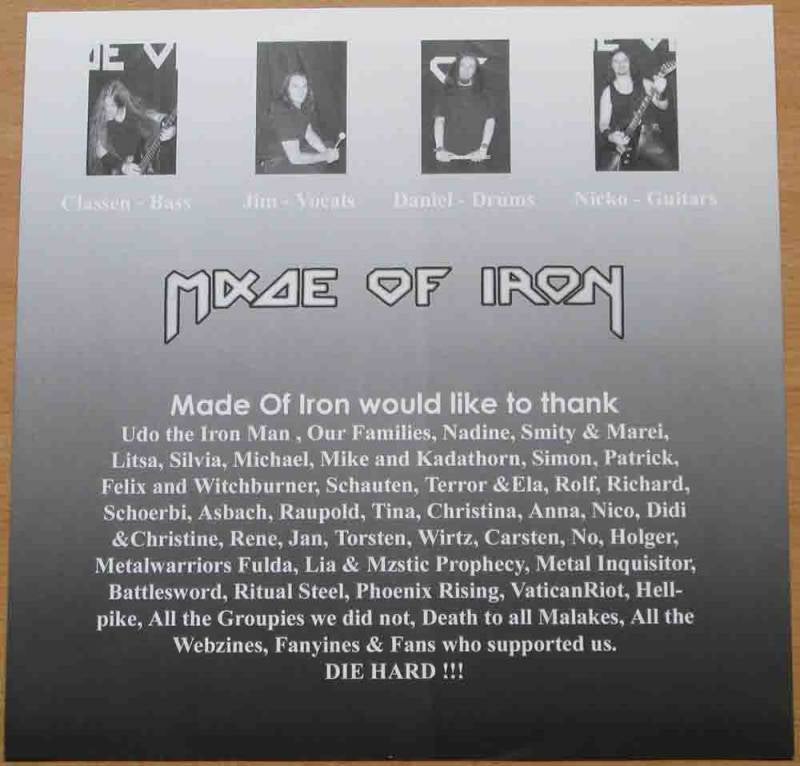 Classen - Bass Jim - Vocals Daniel - Drums Nicko - Guitars
MADE OF IRON
Made Of Iron would like to thank
Udo the Iron Man , Our Families, Nadine, Smity & Marei,
Litsa, Silvia, Michael, Mike and Kadathorn, Simon, Patrick,
Felix and Witchburner, Schauten, Terror &Ela, Rolf, Richard,
Schoerbi, Asbach, Raupold, Tina, Christina, Anna, Nico, Didi
&Christine, Rene, Jan, Torsten, Wirtz, Carsten, No, Holger,
Metalwarriors Fulda, Lia & Mzstic Prophecy, Metal Inquisitor,
Battlesword, Ritual Steel, Phoenix Rising, VaticanRiot, Hell-
pike, All the Groupies we did not, Death to all Malakes, All the
Webzines, Fanyines & Fans who supported us.
DIE HARD !!!